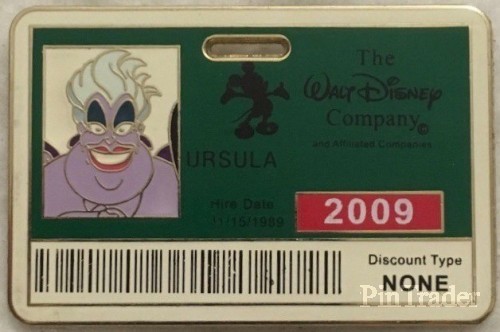 The
WALT DISNEY
Company©
and Affiliated Companies
URSULA
Hire Date
11/15/1989
2009
Discount Type
NONE
PinTrader